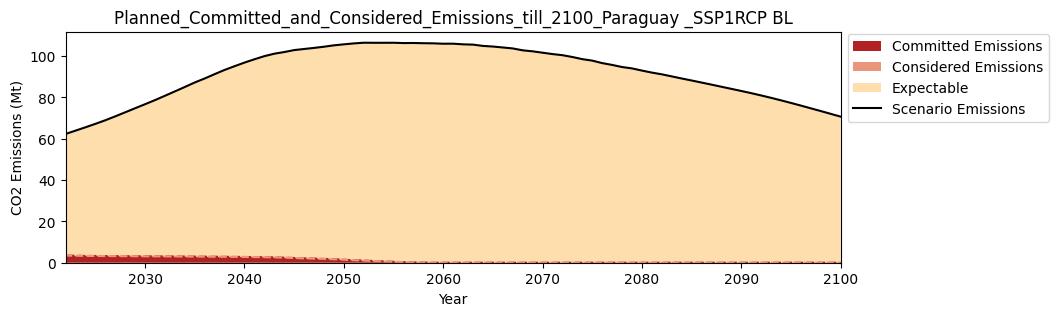 Planned_Committed_and_Considered_Emissions_till_2100_Paraguay _SSP1RCP BL
Committed Emissions
Considered Emissions
Expectable
Scenario Emissions
CO2 Emissions (Mt)
100
80
60
40
20
0
2030 2040 2050 2060 2070 2080 2090 2100
Year